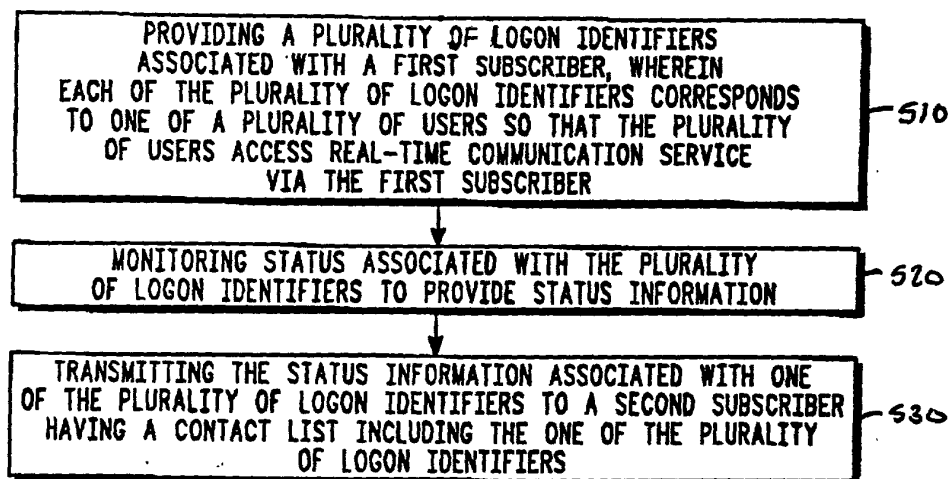 PROVIDING A PLURALITY OF LOGON IDENTIFIERS
ASSOCIATED WITH A FIRST SUBSCRIBER, WHEREIN
EACH OF THE PLURALITY OF LOGON IDENTIFIERS CORRESPONDS
TO ONE OF A PLURALITY OF USERS SO THAT THE PLURALITY
OF USERS ACCESS REAL-TIME COMMUNICATION SERVICE
VIA THE FIRST SUBSCRIBER
510
MONITORING STATUS ASSOCIATED WITH THE PLURALITY
OF LOGON IDENTIFIERS TO PROVIDE STATUS INFORMATION
520
TRANSMITTING THE STATUS INFORMATION ASSOCIATED WITH ONE
OF THE PLURALITY OF LOGON IDENTIFIERS TO A SECOND SUBSCRIBER
HAVING A CONTACT LIST INCLUDING THE ONE OF THE PLURALITY
OF LOGON IDENTIFIERS
530